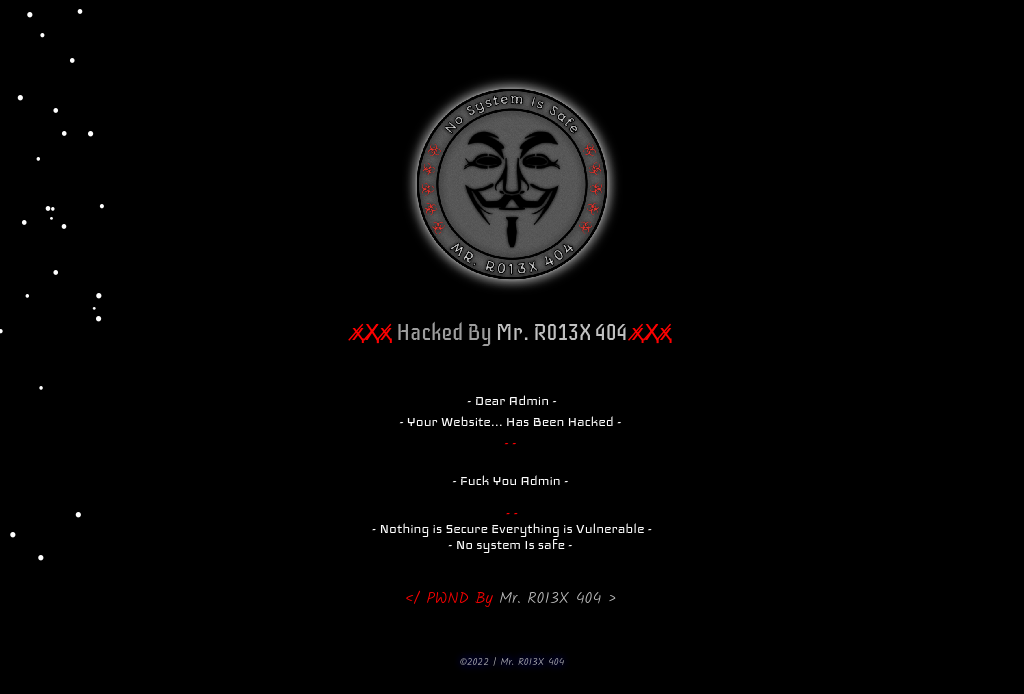 No System Is Safe
MR. R013X 404
xXx Hacked By Mr. R013X 404 xXx
- Dear Admin -
- Your Website... Has Been Hacked -
- -
- Fuck You Admin -
- -
- Nothing is Secure Everything is Vulnerable -
- No system Is safe -
</ PWND By Mr. R013X 404 >
©2022 | Mr. R013X 404